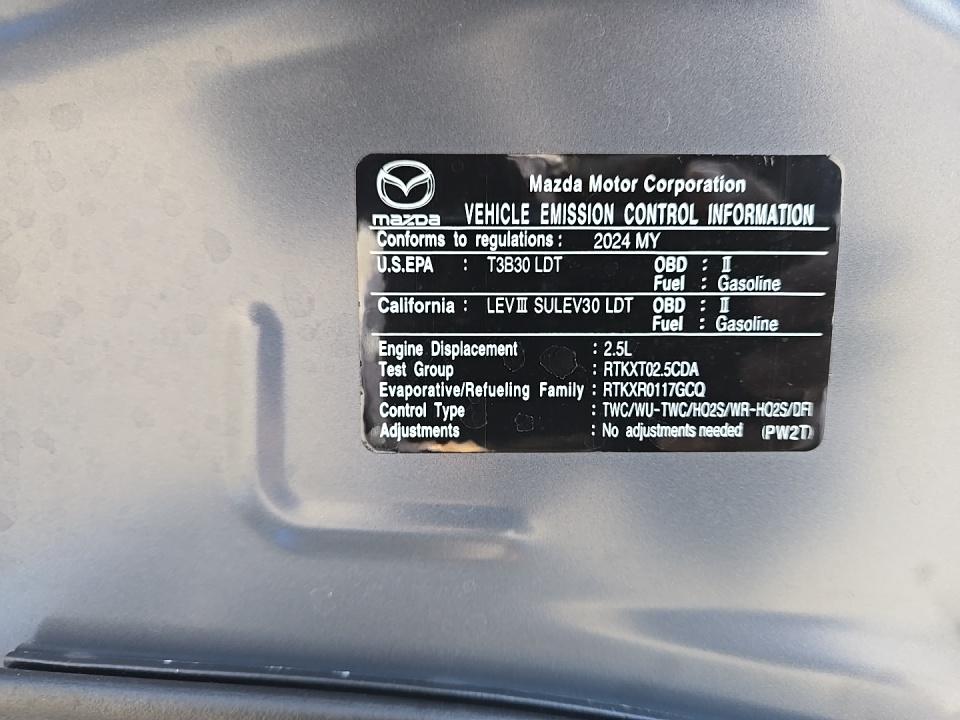 Mazda Motor Corporation
mazda VEHICLE EMISSION CONTROL INFORMATION
Conforms to regulations : 2024 MY
U.S.EPA : T3B30 LDT OBD : II
Fuel : Gasoline
California : LEV III SULEV30 LDT OBD : II
Fuel : Gasoline
Engine Displacement : 2.5L
Test Group : RTKXT02.5CDA
Evaporative/Refueling Family : RTKXR0117GCQ
Control Type : TWC/WU-TWC/HO2S/WR-HO2S/DFI
Adjustments : No adjustments needed (PW2T)